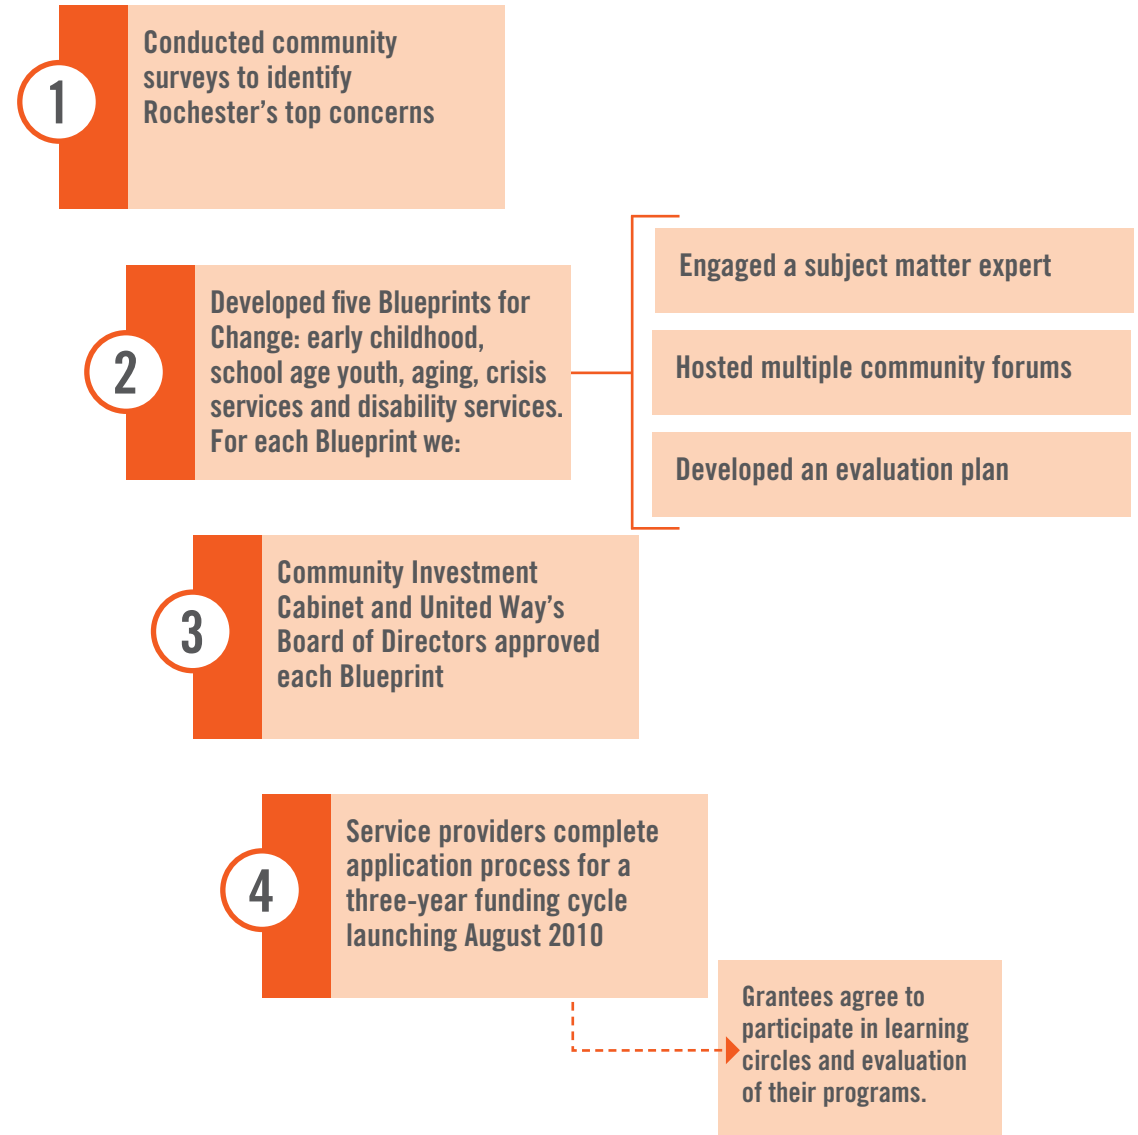 1
Conducted community
surveys to identify
Rochester’s top concerns
2
Developed five Blueprints for
Change: early childhood,
school age youth, aging, crisis
services and disability services.
For each Blueprint we:
Engaged a subject matter expert
Hosted multiple community forums
Developed an evaluation plan
3
Community Investment
Cabinet and United Way’s
Board of Directors approved
each Blueprint
4
Service providers complete
application process for a
three-year funding cycle
launching August 2010
Grantees agree to
participate in learning
circles and evaluation
of their programs.